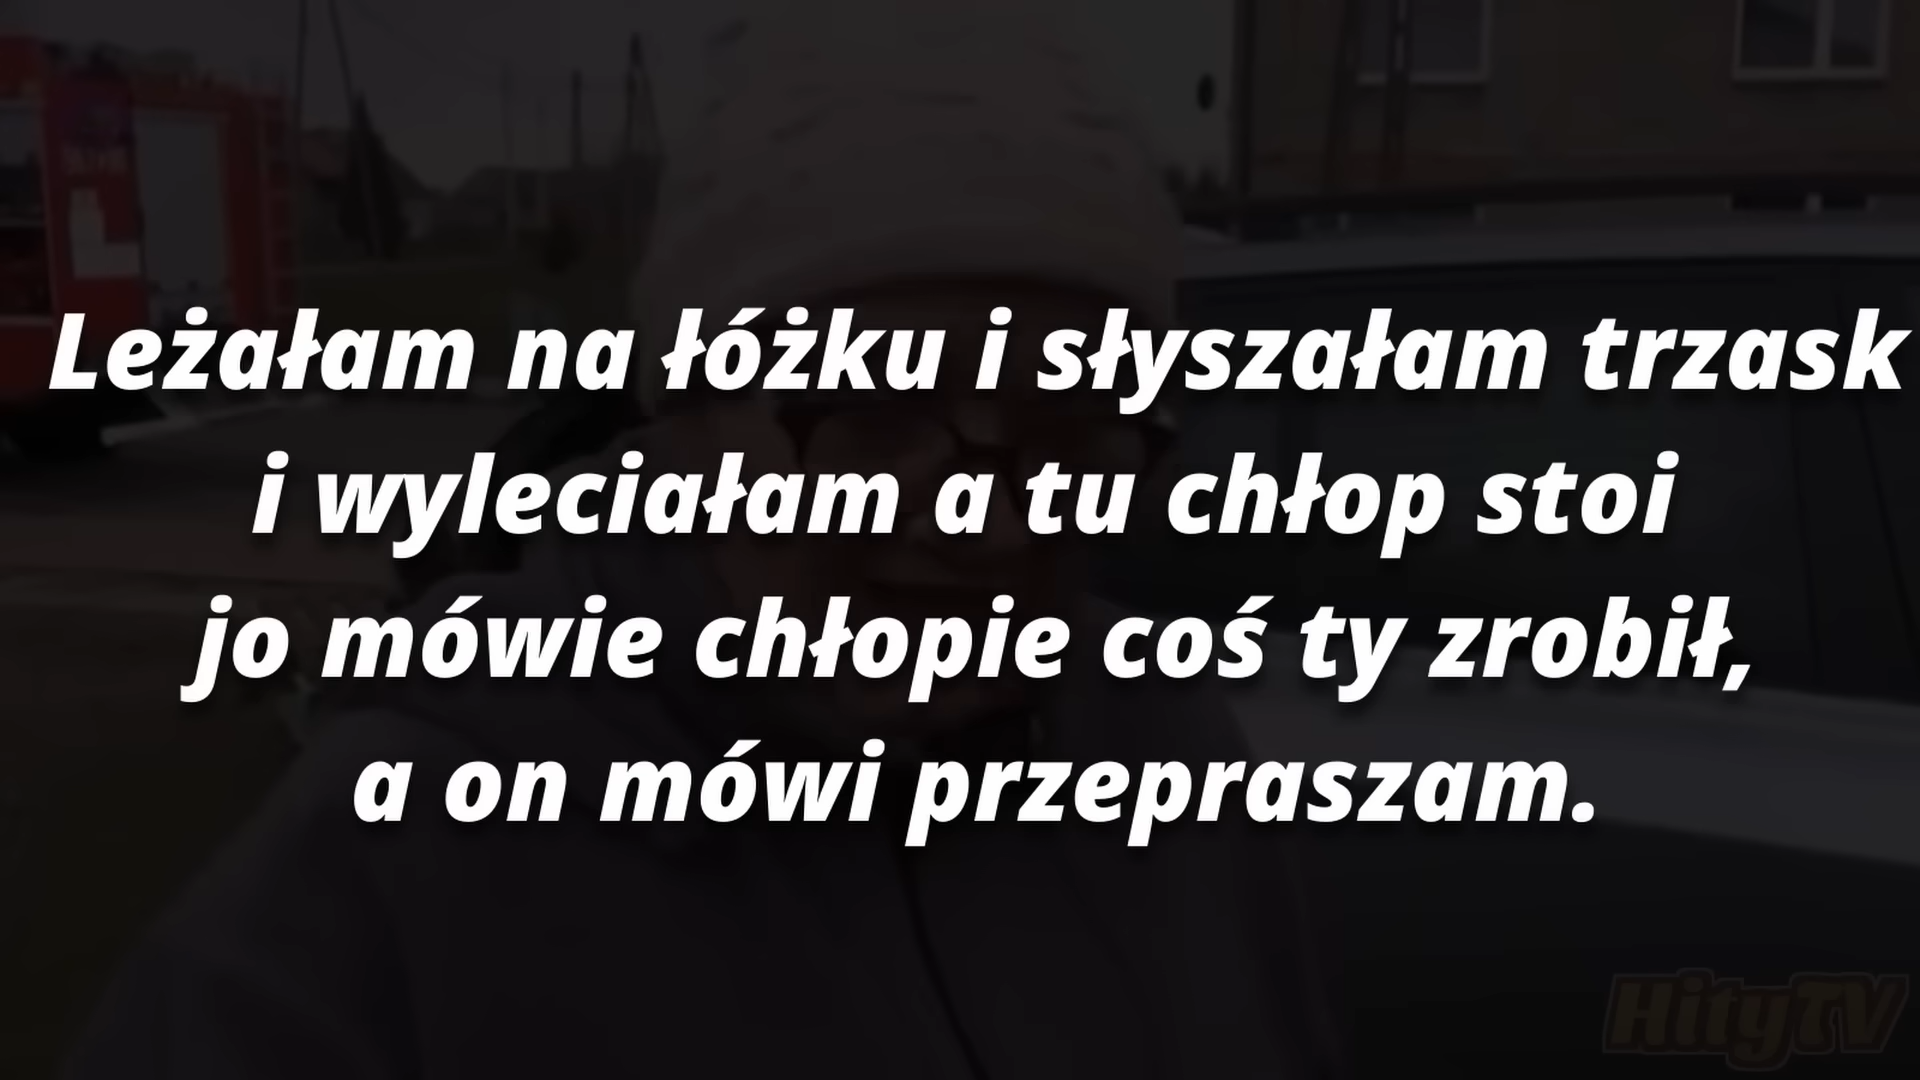 Leżałam na łóżku i słyszałam trzask
i wyleciałam a tu chłop stoi
jo mówie chłopie coś ty zrobił,
a on mówi przepraszam.
HityTV